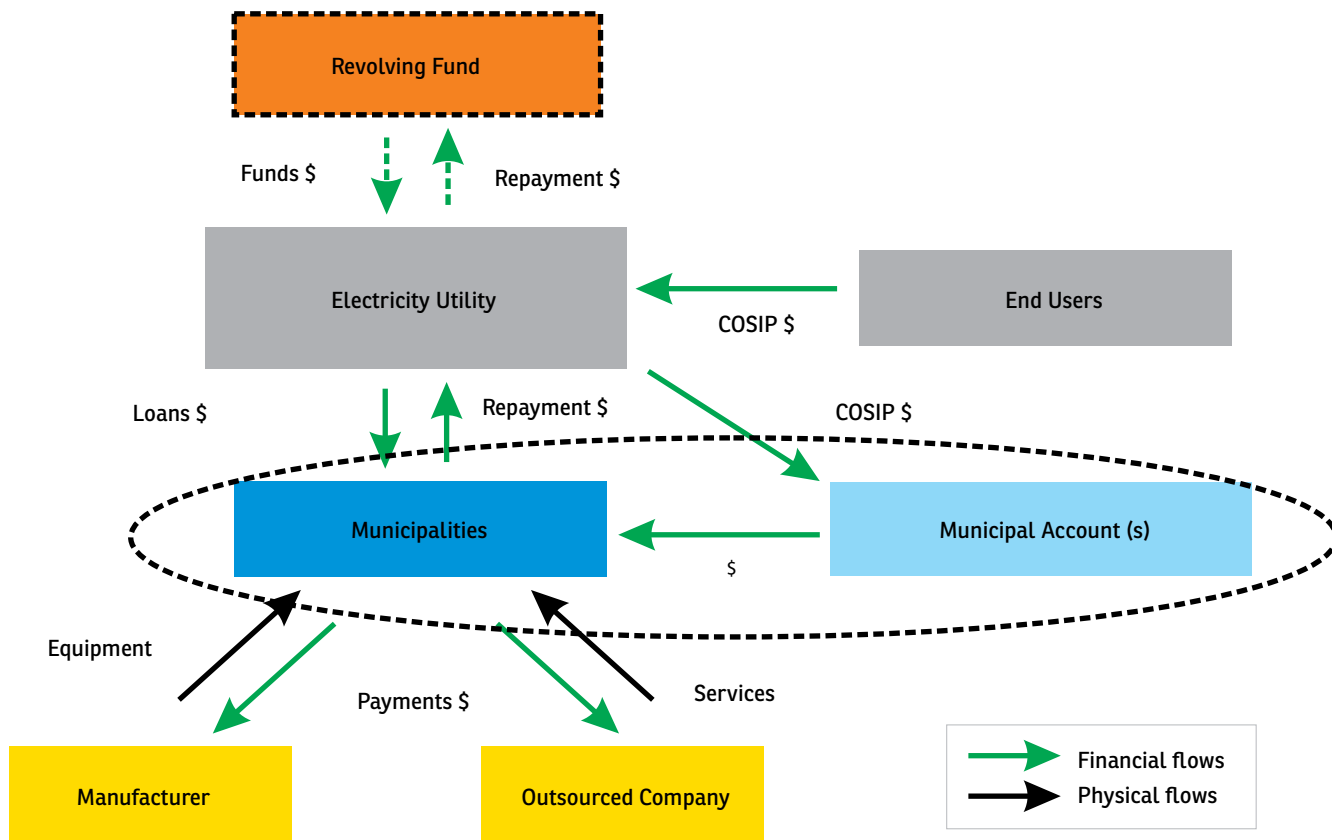 Revolving Fund
Funds $
Repayment $
Electricity Utility
End Users
COSIP $
Loans $
Repayment $
COSIP $
Municipalities
Municipal Account (s)
$
Equipment
Payments $
Services
Manufacturer
Outsourced Company
Financial flows
Physical flows